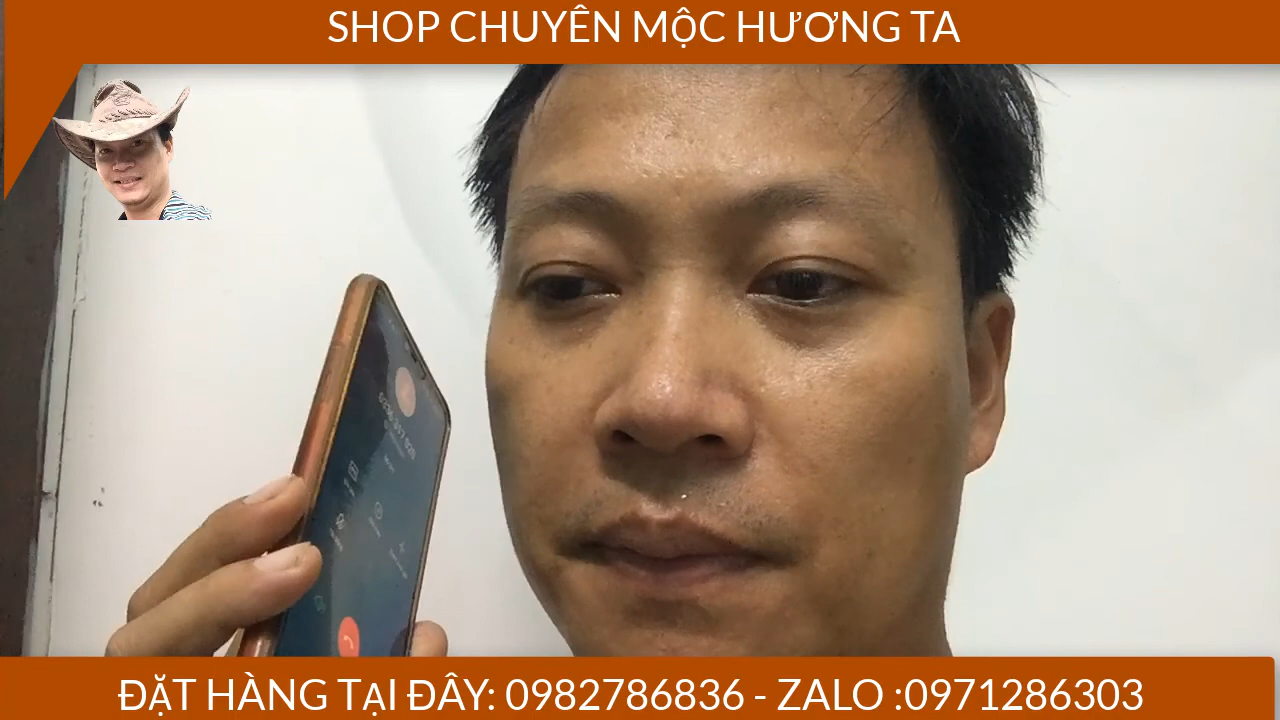 SHOP CHUYÊN MỘC HƯƠNG TA
ĐẶT HÀNG TẠI ĐÂY: 0982786836 - ZALO :0971286303